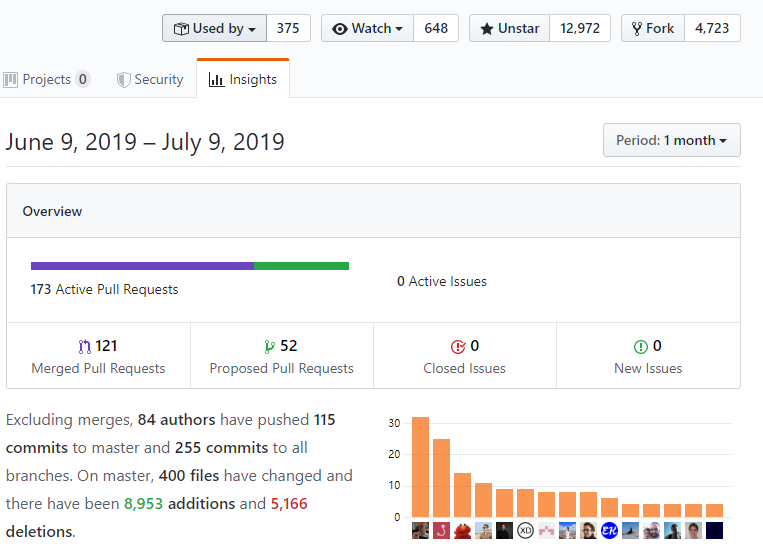 Used by 375 Watch 648 Unstar 12,972 Fork 4,723
Projects 0 Security Insights
June 9, 2019 – July 9, 2019 Period: 1 month
Overview
173 Active Pull Requests 0 Active Issues
121 52 0 0
Merged Pull Requests Proposed Pull Requests Closed Issues New Issues
Excluding merges, 84 authors have pushed 115
commits to master and 255 commits to all
branches. On master, 400 files have changed and
there have been 8,953 additions and 5,166
deletions.
30
20
10
0
XD EK